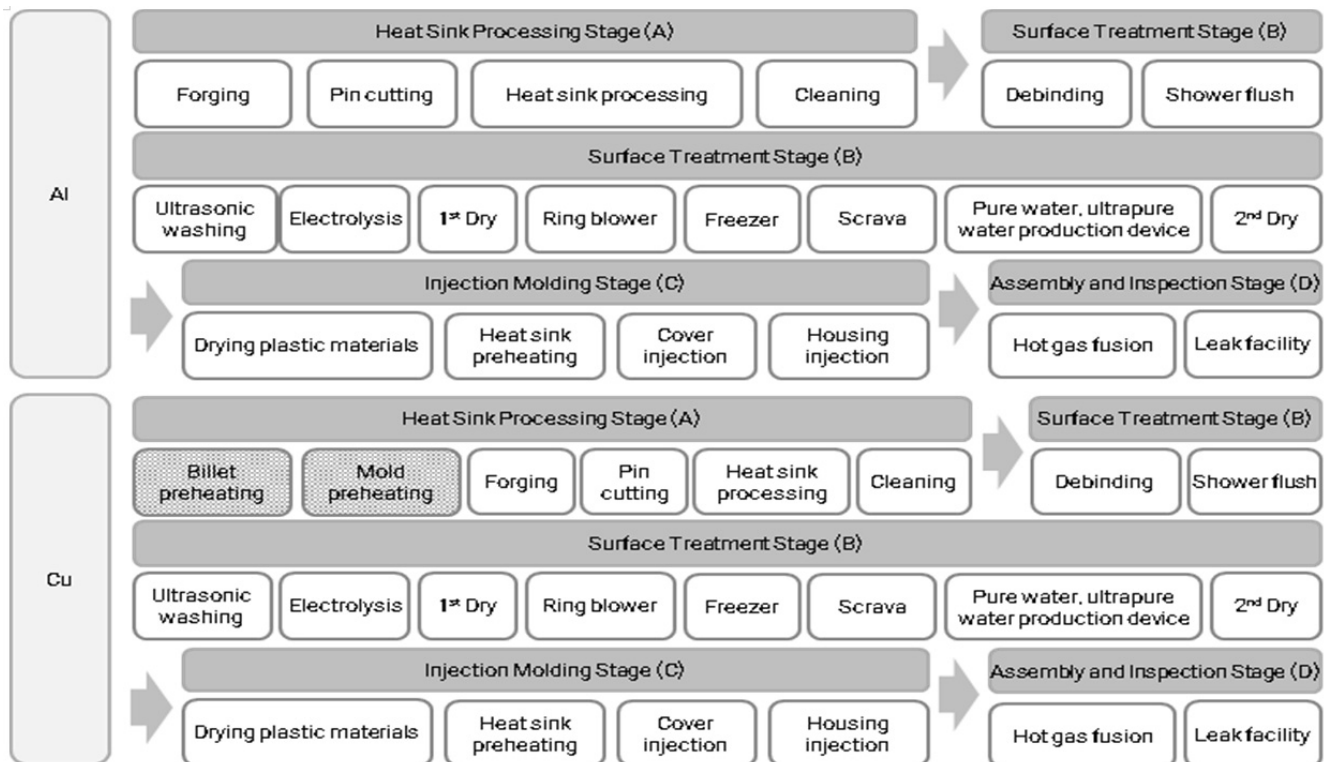 Al
Heat Sink Processing Stage (A)
Surface Treatment Stage (B)
Forging
Pin cutting
Heat sink processing
Cleaning
Debinding
Shower flush
Surface Treatment Stage (B)
Ultrasonic
washing
Electrolysis
1st Dry
Ring blower
Freezer
Scrava
Pure water, ultrapure
water production device
2nd Dry
Injection Molding Stage (C)
Assembly and Inspection Stage (D)
Drying plastic materials
Heat sink
preheating
Cover
injection
Housing
injection
Hot gas fusion
Leak facility
Cu
Heat Sink Processing Stage (A)
Surface Treatment Stage (B)
Billet
preheating
Mold
preheating
Forging
Pin
cutting
Heat sink
processing
Cleaning
Debinding
Shower flush
Surface Treatment Stage (B)
Ultrasonic
washing
Electrolysis
1st Dry
Ring blower
Freezer
Scrava
Pure water, ultrapure
water production device
2nd Dry
Injection Molding Stage (C)
Assembly and Inspection Stage (D)
Drying plastic materials
Heat sink
preheating
Cover
injection
Housing
injection
Hot gas fusion
Leak facility